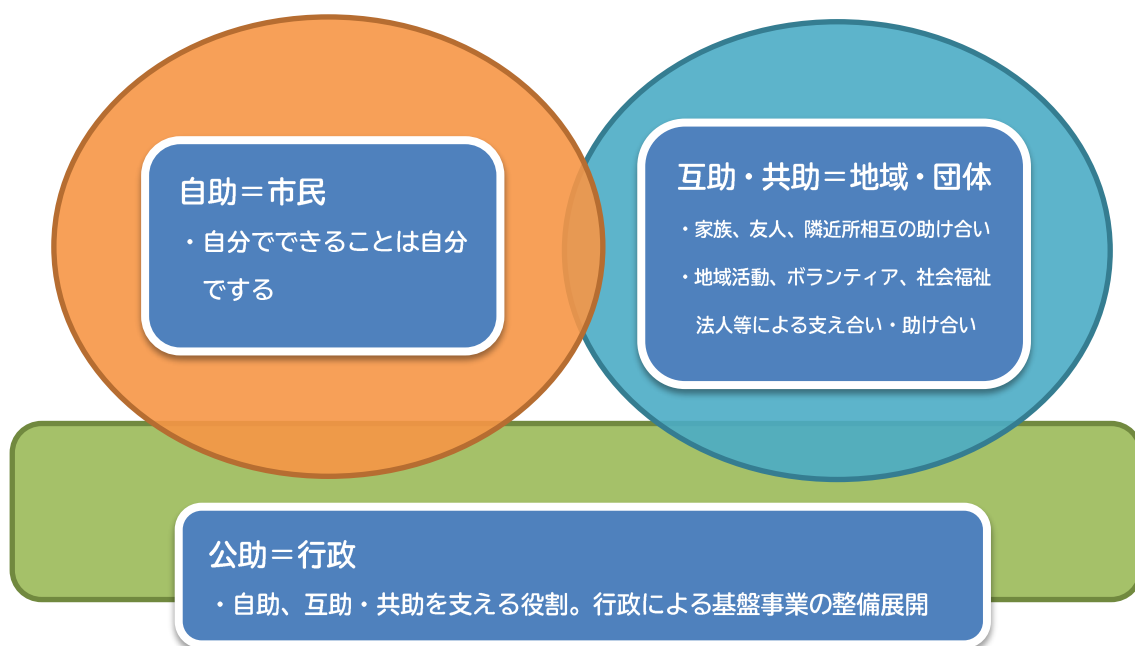 自助＝市民
・自分でできることは自分
でする
互助・共助＝地域・団体
・家族、友人、隣近所相互の助け合い
・地域活動、ボランティア、社会福祉
法人等による支え合い・助け合い
公助＝行政
・自助、互助・共助を支える役割。行政による基盤事業の整備展開